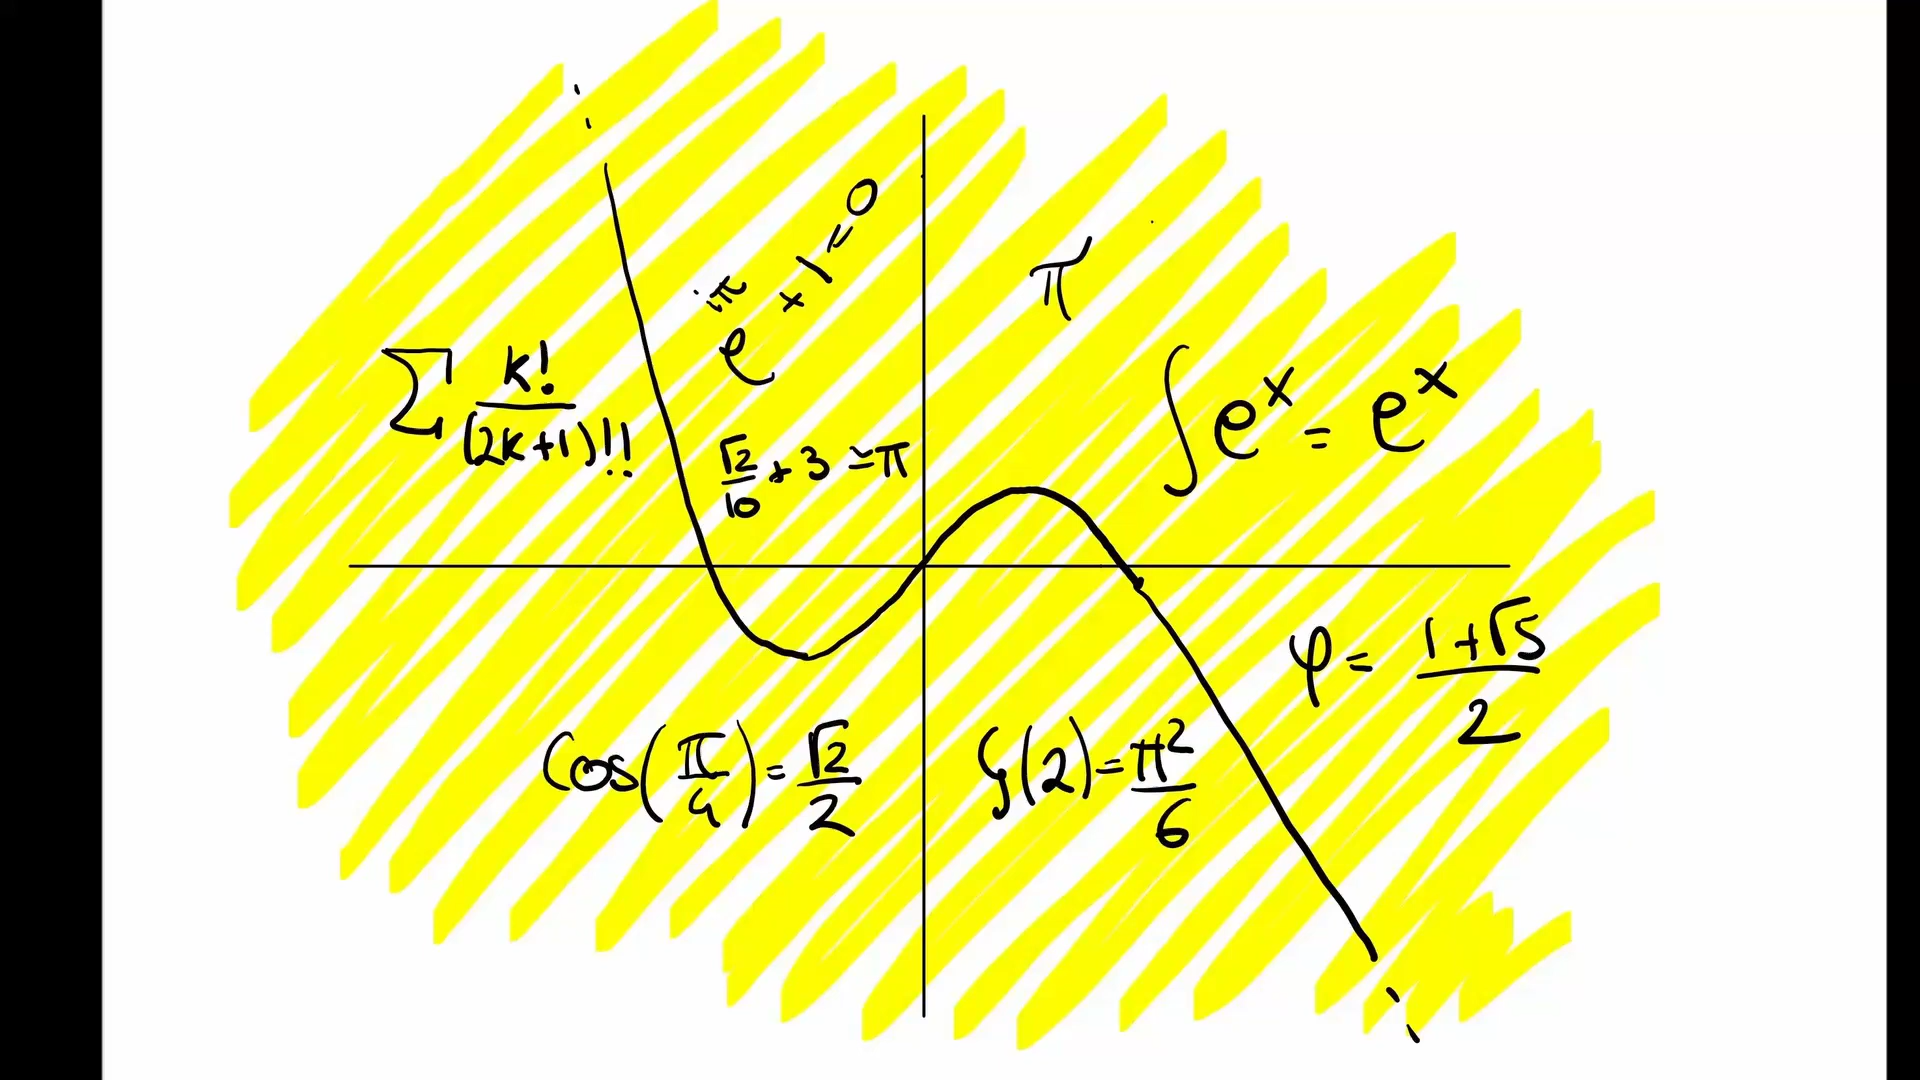 e^{iπ} + 1 = 0
π
∑ k! / (2k+1)!!
∫ e^x = e^x
√2/10 + 3 ≃ π
φ = (1+√5)/2
cos(π/4) = √2/2
ζ(2) = π²/6